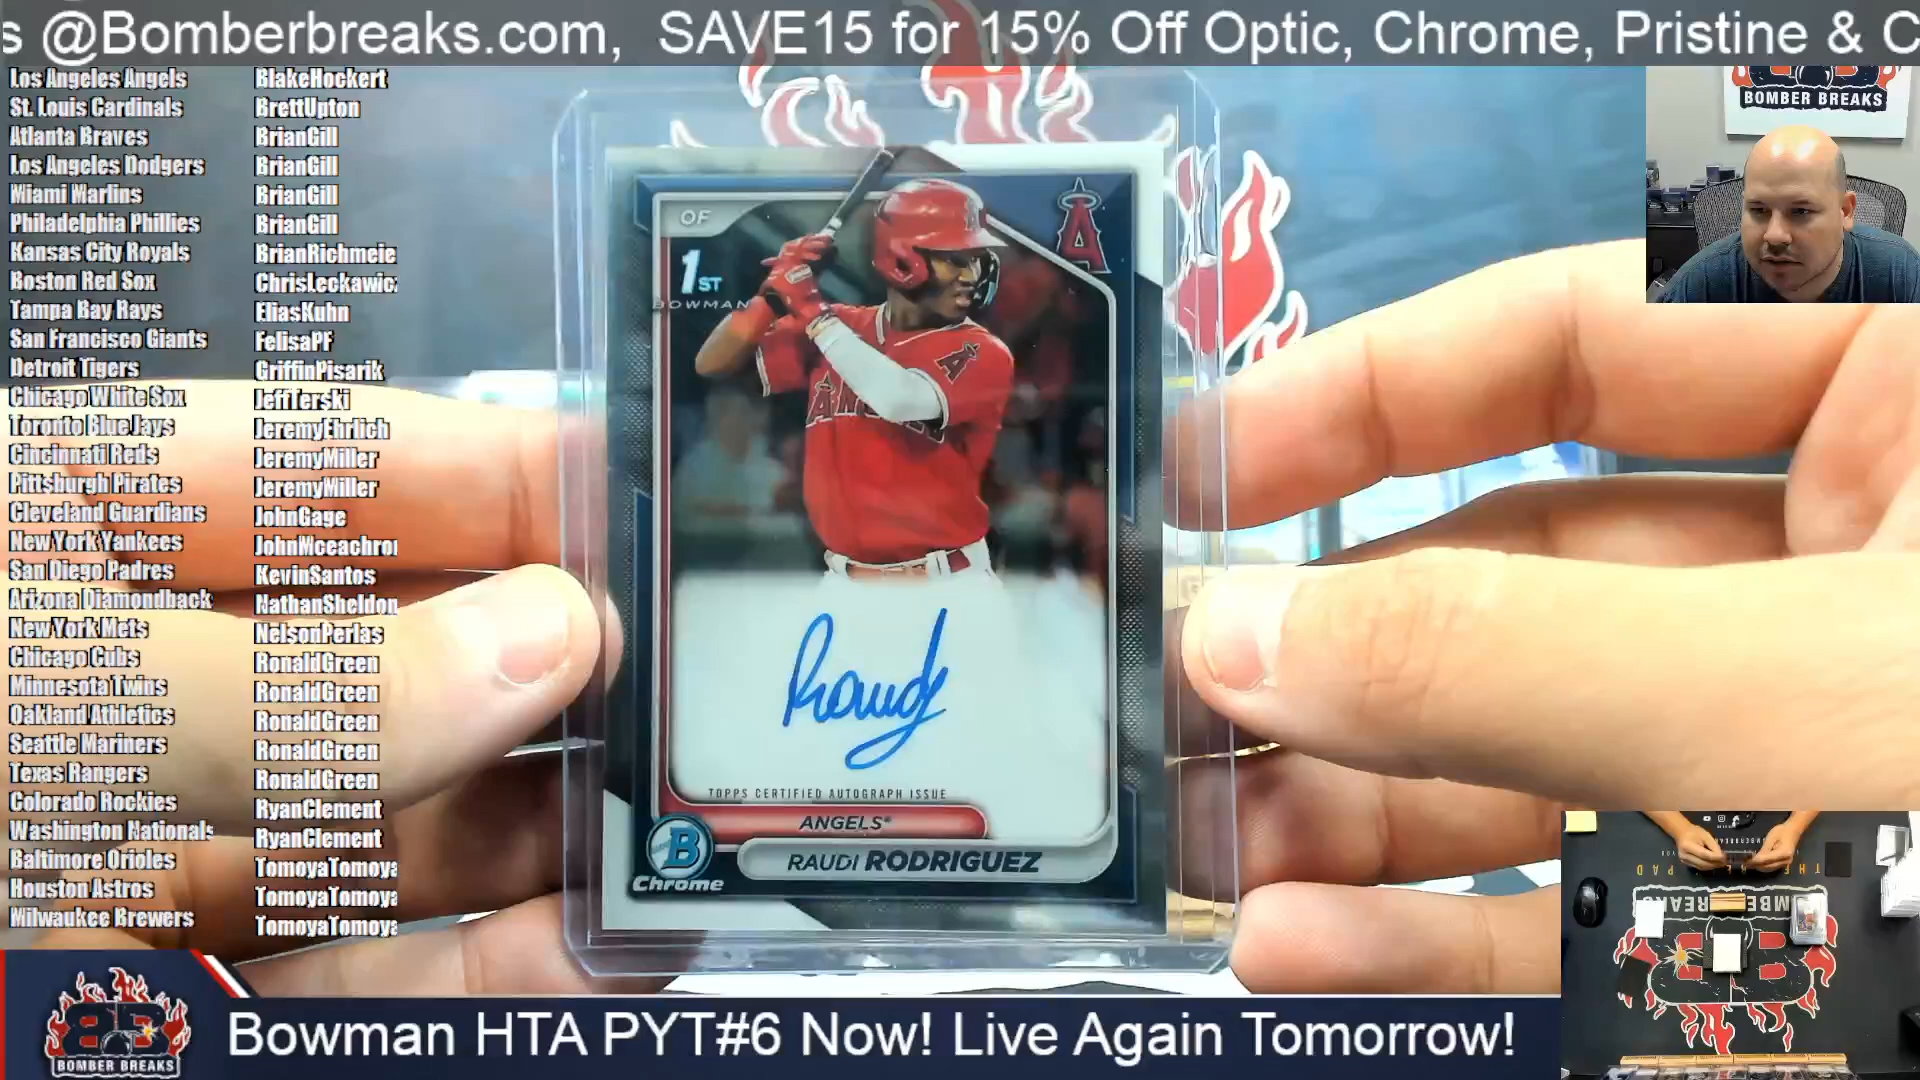 s @Bomberbreaks.com, SAVE15 for 15% Off Optic, Chrome, Pristine & C
Los Angeles Angels BlakeHockert
St. Louis Cardinals BrettUpton
Atlanta Braves BrianGill
Los Angeles Dodgers BrianGill
Miami Marlins BrianGill
Philadelphia Phillies BrianGill
Kansas City Royals BrianRichmeie
Boston Red Sox ChrisLeckawicz
Tampa Bay Rays EliasKuhn
San Francisco Giants FelisaPF
Detroit Tigers GriffinPisarik
Chicago White Sox JeffTerski
Toronto Blue Jays JeremyEhrlich
Cincinnati Reds JeremyMiller
Pittsburgh Pirates JeremyMiller
Cleveland Guardians JohnGage
New York Yankees JohnMceachron
San Diego Padres KevinSantos
Arizona Diamondback NathanSheldon
New York Mets NelsonPerlas
Chicago Cubs RonaldGreen
Minnesota Twins RonaldGreen
Oakland Athletics RonaldGreen
Seattle Mariners RonaldGreen
Texas Rangers RonaldGreen
Colorado Rockies RyanClement
Washington Nationals RyanClement
Baltimore Orioles TomoyaTomoya
Houston Astros TomoyaTomoya
Milwaukee Brewers TomoyaTomoya
OF
1ST
BOWMAN
A
Raudy
TOPPS CERTIFIED AUTOGRAPH ISSUE
ANGELS
RAUDI RODRIGUEZ
B
Chrome
BOMBER BREAKS
BOMBER BREAKS
Bowman HTA PYT#6 Now! Live Again Tomorrow!